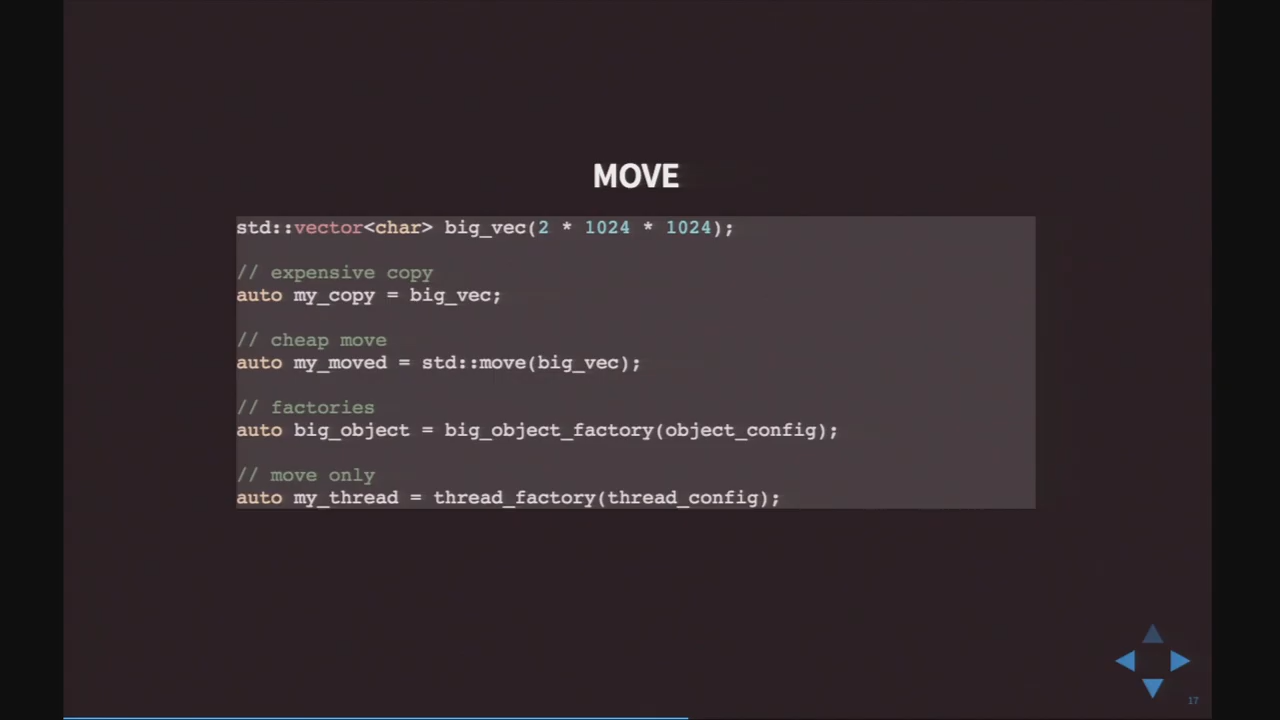 MOVE
std::vector<char> big_vec(2 * 1024 * 1024);
// expensive copy
auto my_copy = big_vec;
// cheap move
auto my_moved = std::move(big_vec);
// factories
auto big_object = big_object_factory(object_config);
// move only
auto my_thread = thread_factory(thread_config);
17